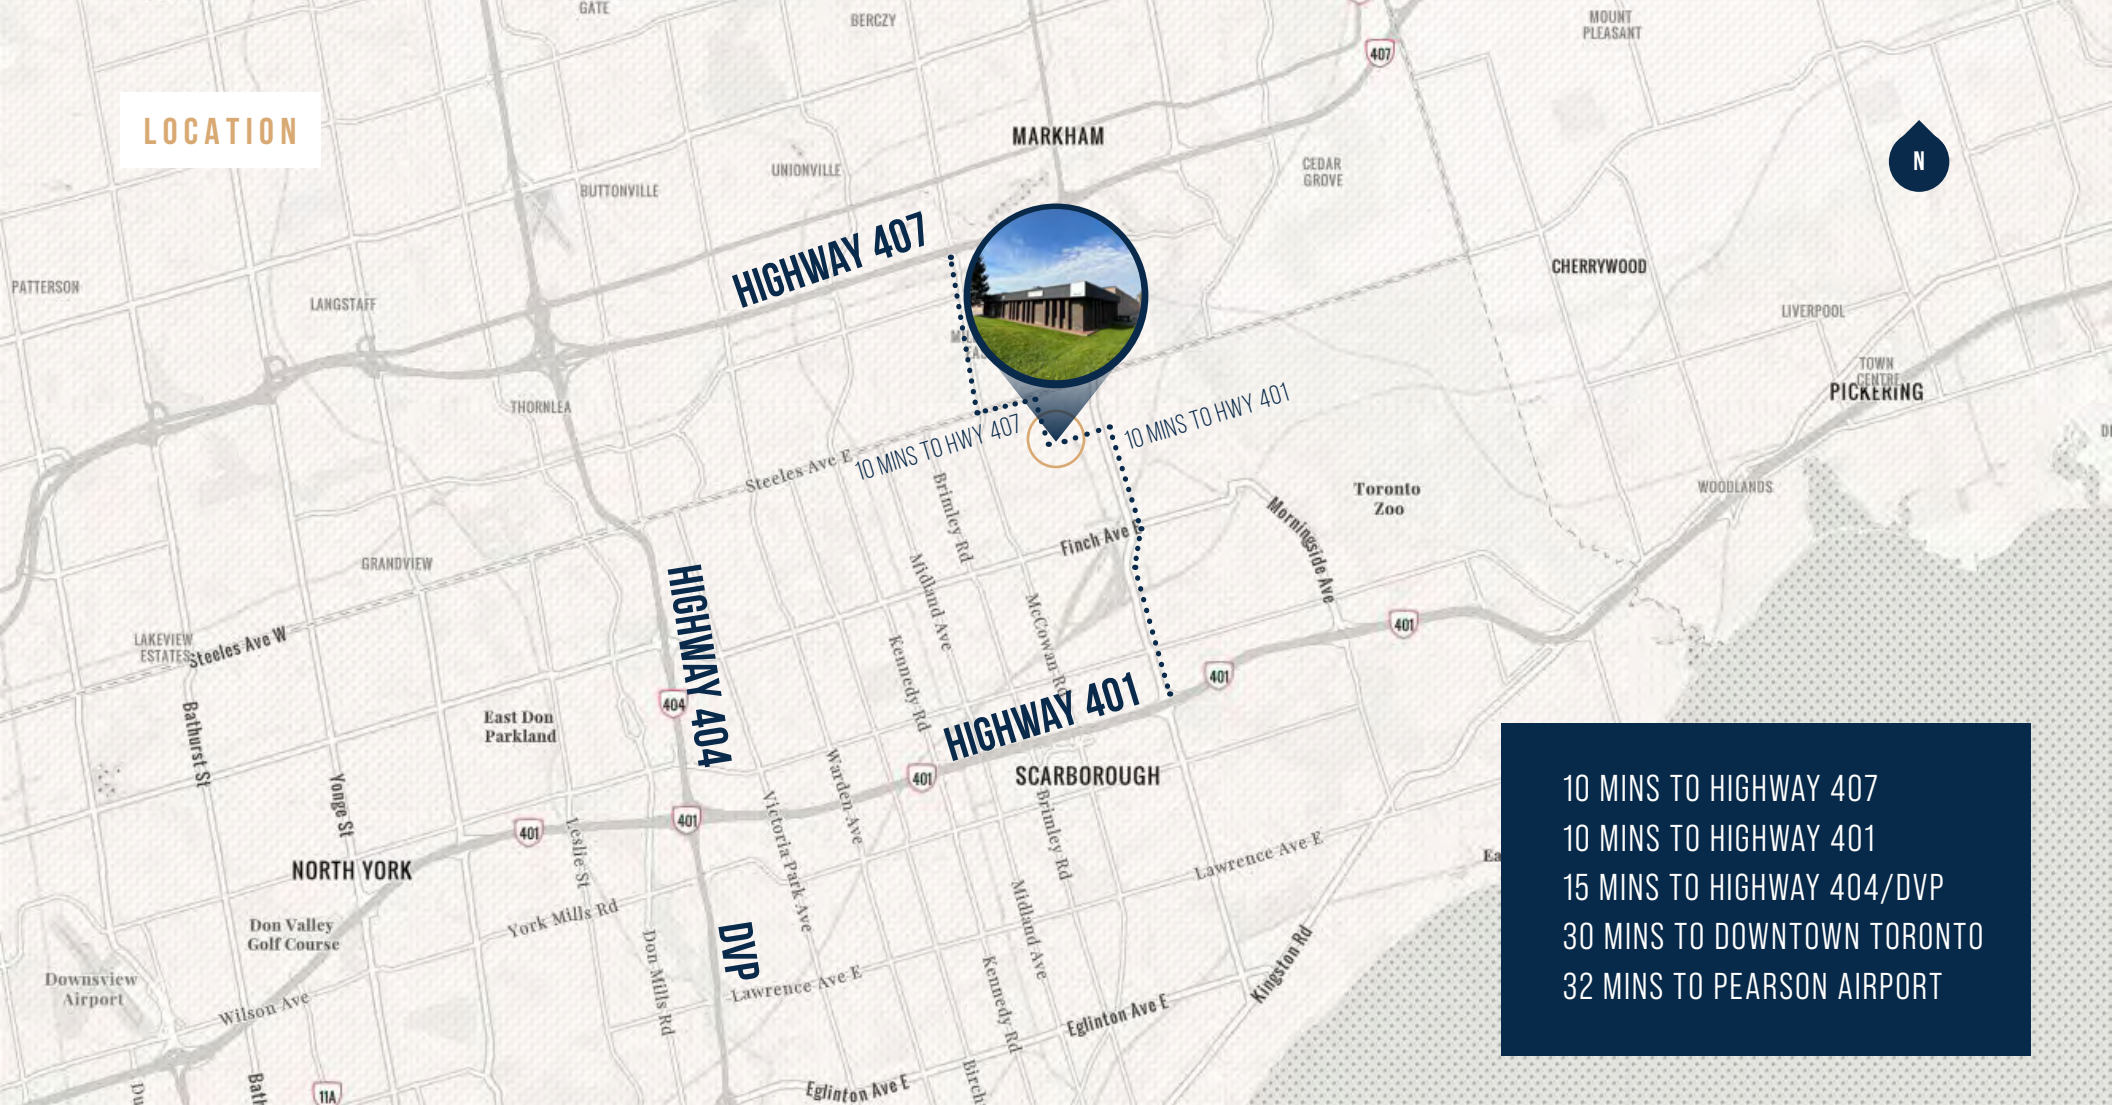 GATE
BERCZY
MOUNT
PLEASANT
407
LOCATION
MARKHAM
N
UNIONVILLE
CEDAR
GROVE
BUTTONVILLE
HIGHWAY 407
CHERRYWOOD
PATTERSON
LANGSTAFF
LIVERPOOL
TOWN
CENTRE
PICKERING
THORNLEA
10 MINS TO HWY 407
10 MINS TO HWY 401
Steeles Ave E
Brimley Rd
Toronto
Zoo
WOODLANDS
Morningside Ave
Finch Ave E
GRANDVIEW
Midland Ave
HIGHWAY 404
McCowan Rd
401
LAKEVIEW
ESTATES
Steeles Ave W
Kennedy Rd
401
404
HIGHWAY 401
Bathurst St
East Don
Parkland
401
SCARBOROUGH
Yonge St
Warden Ave
Victoria Park Ave
Brimley Rd
401
401
Leslie St
Lawrence Ave E
NORTH YORK
York Mills Rd
Midland Ave
Don Valley
Golf Course
DVP
Don Mills Rd
Kingston Rd
Downsview
Airport
Lawrence Ave E
Kennedy Rd
Wilson Ave
Eglinton Ave E
Eglinton Ave E
11A
10 MINS TO HIGHWAY 407
10 MINS TO HIGHWAY 401
15 MINS TO HIGHWAY 404/DVP
30 MINS TO DOWNTOWN TORONTO
32 MINS TO PEARSON AIRPORT